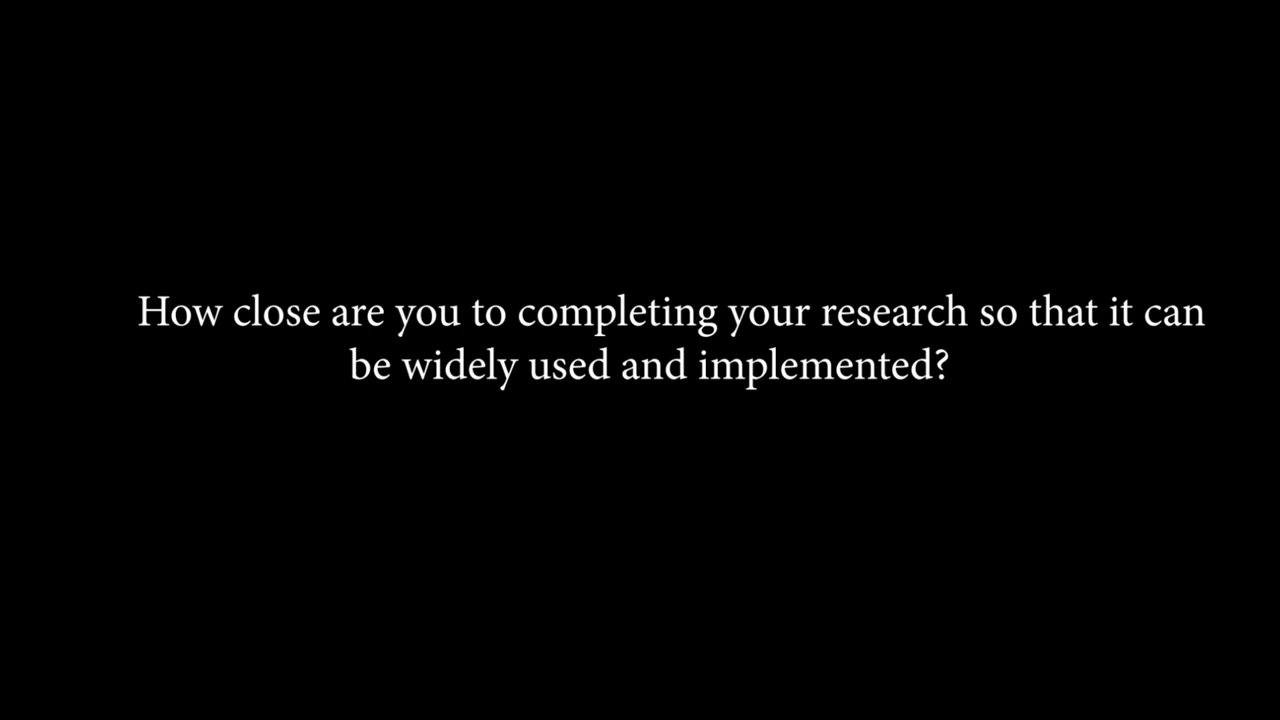 How close are you to completing your research so that it can
be widely used and implemented?